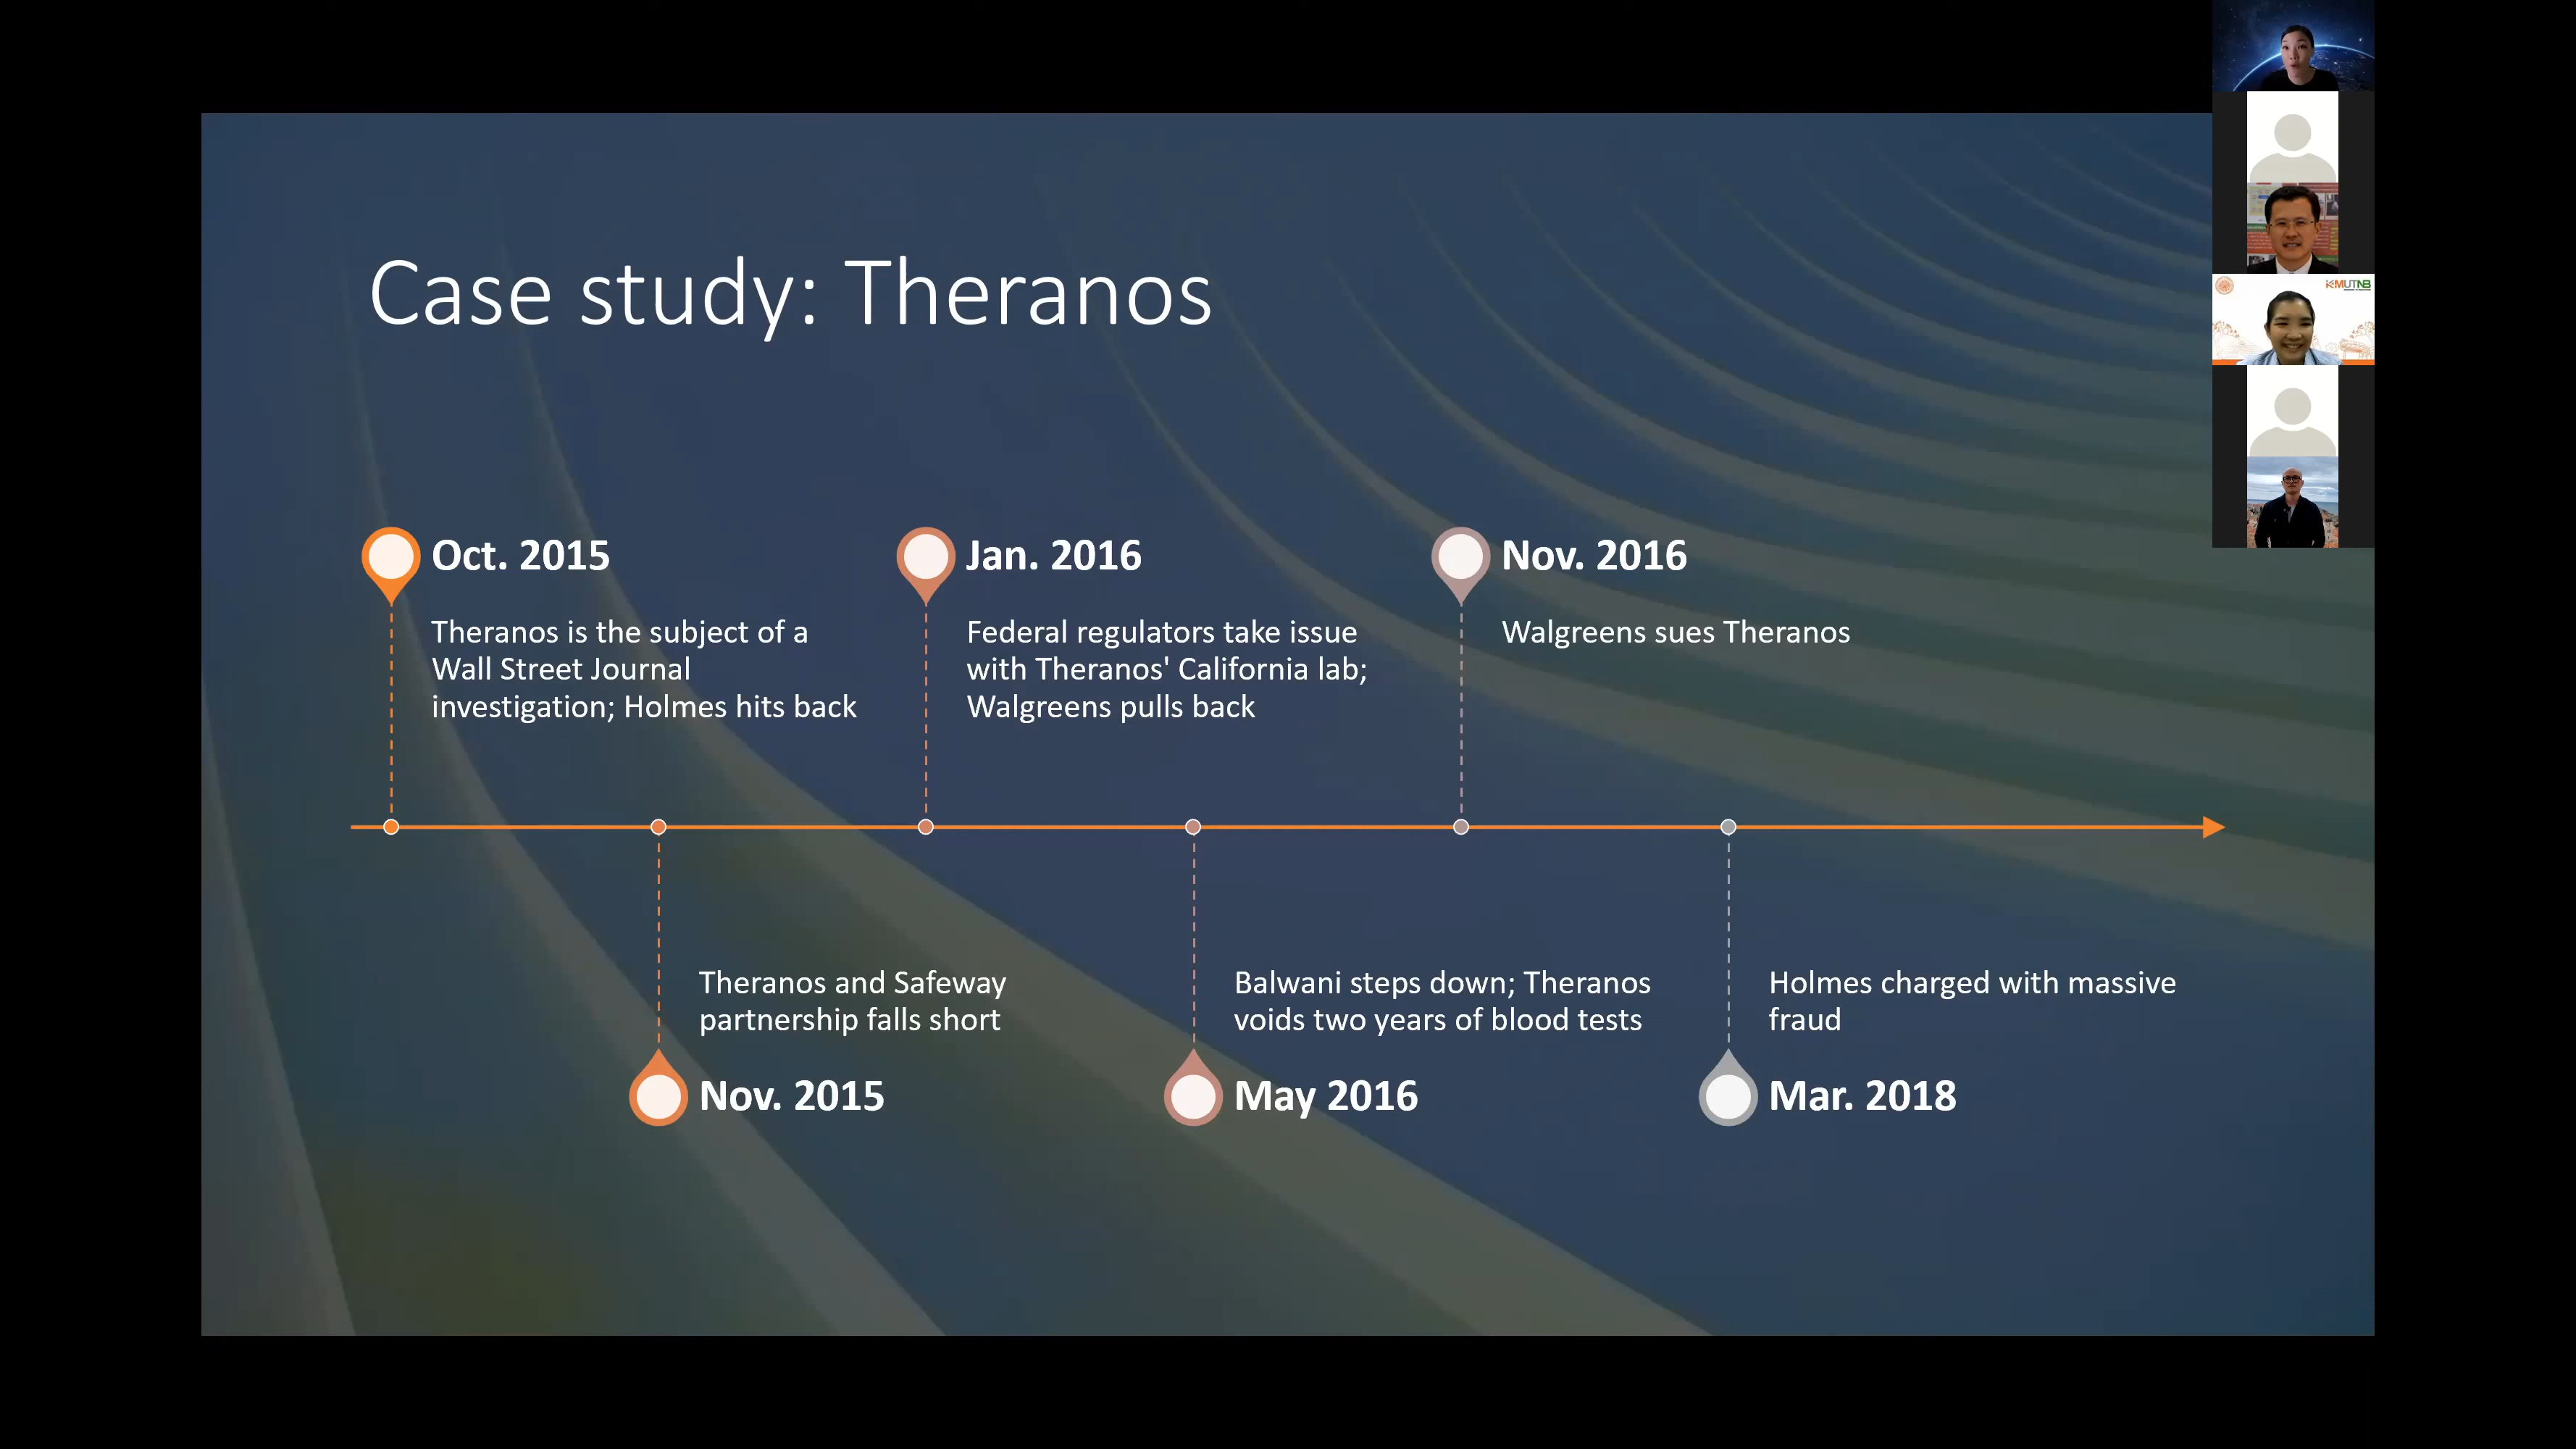 Case study: Theranos
Oct. 2015
Theranos is the subject of a
Wall Street Journal
investigation; Holmes hits back
Nov. 2015
Theranos and Safeway
partnership falls short
Jan. 2016
Federal regulators take issue
with Theranos' California lab;
Walgreens pulls back
May 2016
Balwani steps down; Theranos
voids two years of blood tests
Nov. 2016
Walgreens sues Theranos
Mar. 2018
Holmes charged with massive
fraud
KMUTNB